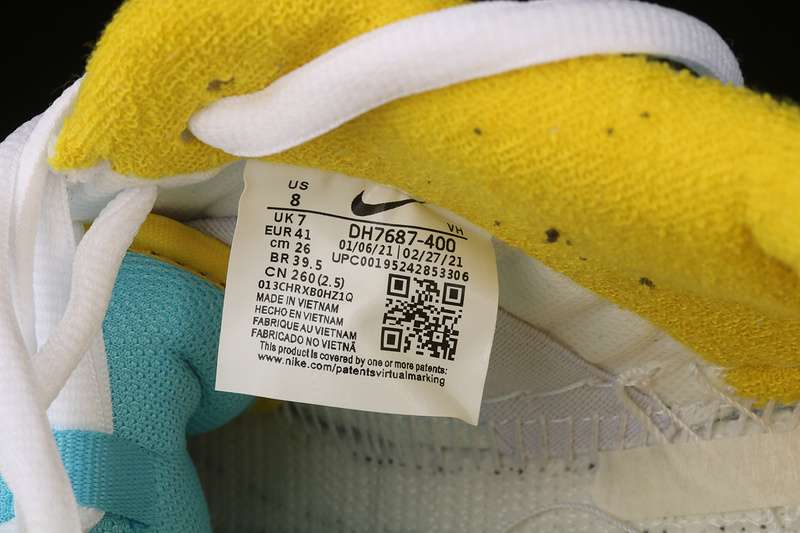 US
8
UK 7
EUR 41
cm 26
BR 39.5
CN 260 (2.5)
VH
DH7687-400
01/06/21 | 02/27/21
UPC00195242853306
013CHRXB0HZ1Q
MADE IN VIETNAM
HECHO EN VIETNAM
FABRIQUE AU VIETNAM
FABRICADO NO VIETNÃ
This product is covered by one or more patents:
www.nike.com/patentsvirtualmarking